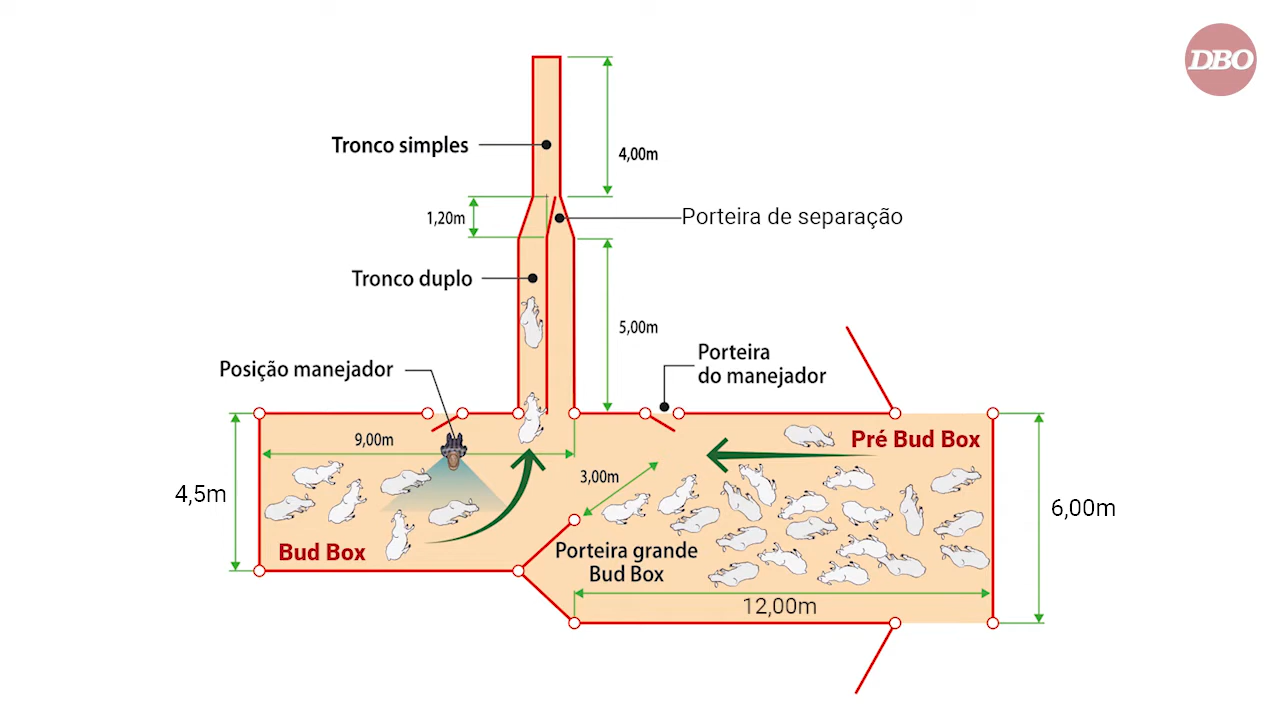 DBO
Tronco simples
4,00m
1,20m
Porteira de separação
Tronco duplo
5,00m
Posição manejador
Porteira
do manejador
9,00m
Pré Bud Box
3,00m
4,5m
6,00m
Bud Box
Porteira grande
Bud Box
12,00m